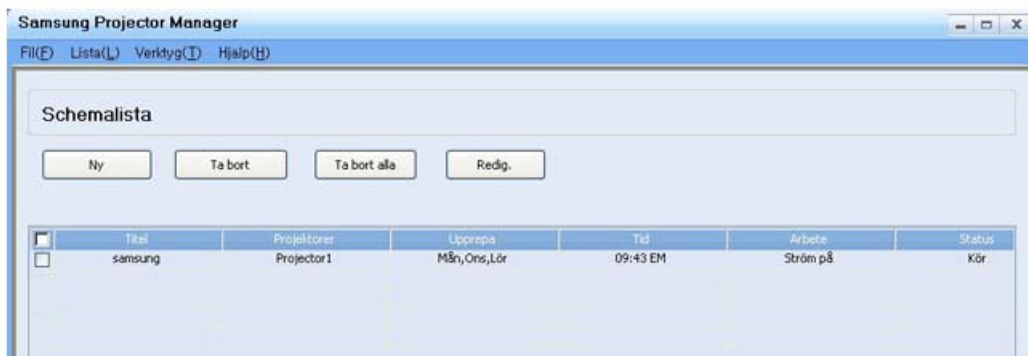 Samsung Projector Manager
Fil(F) Lista(L) Verktyg(T) Hjälp(H)
Schemalista
Ny Ta bort Ta bort alla Redig.
Titel Projektorer Upprepa Tid Arbete Status
samsung Projector1 Mån,Ons,Lör 09:43 EM Ström på Kör